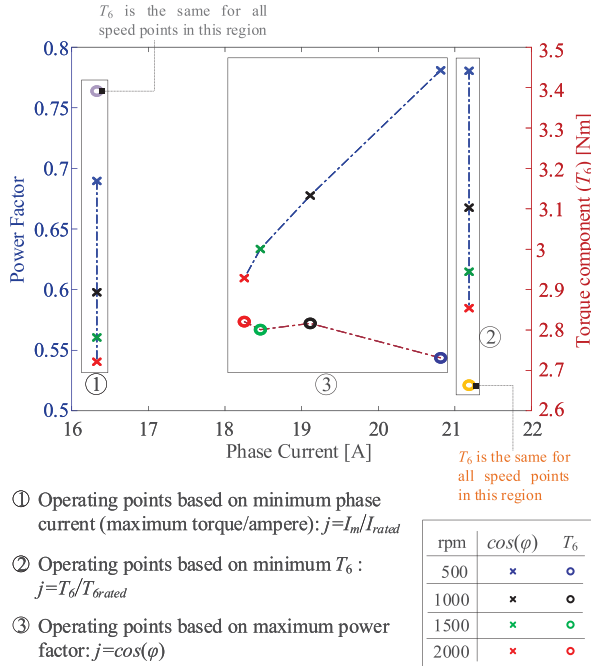 T6 is the same for all
speed points in this region
0.8
0.75
0.7
0.65
0.6
0.55
0.5
Power Factor
3.5
3.4
3.3
3.2
3.1
3
2.9
2.8
2.7
2.6
Torque component (T6) [Nm]
①
③
②
16 17 18 19 20 21 22
Phase Current [A]
T6 is the same for
all speed points
in this region
① Operating points based on minimum phase
current (maximum torque/ampere): j=Im/Irated
② Operating points based on minimum T6 :
j=T6/T6rated
③ Operating points based on maximum power
factor: j=cos(φ)
rpm cos(φ) T6
500
1000
1500
2000